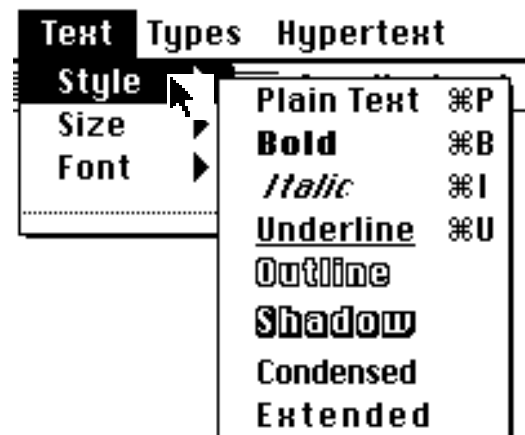 Text Types Hypertext
Style
Size
Font
Plain Text ⌘P
Bold ⌘B
Italic ⌘I
Underline ⌘U
Outline
Shadow
Condensed
Extended